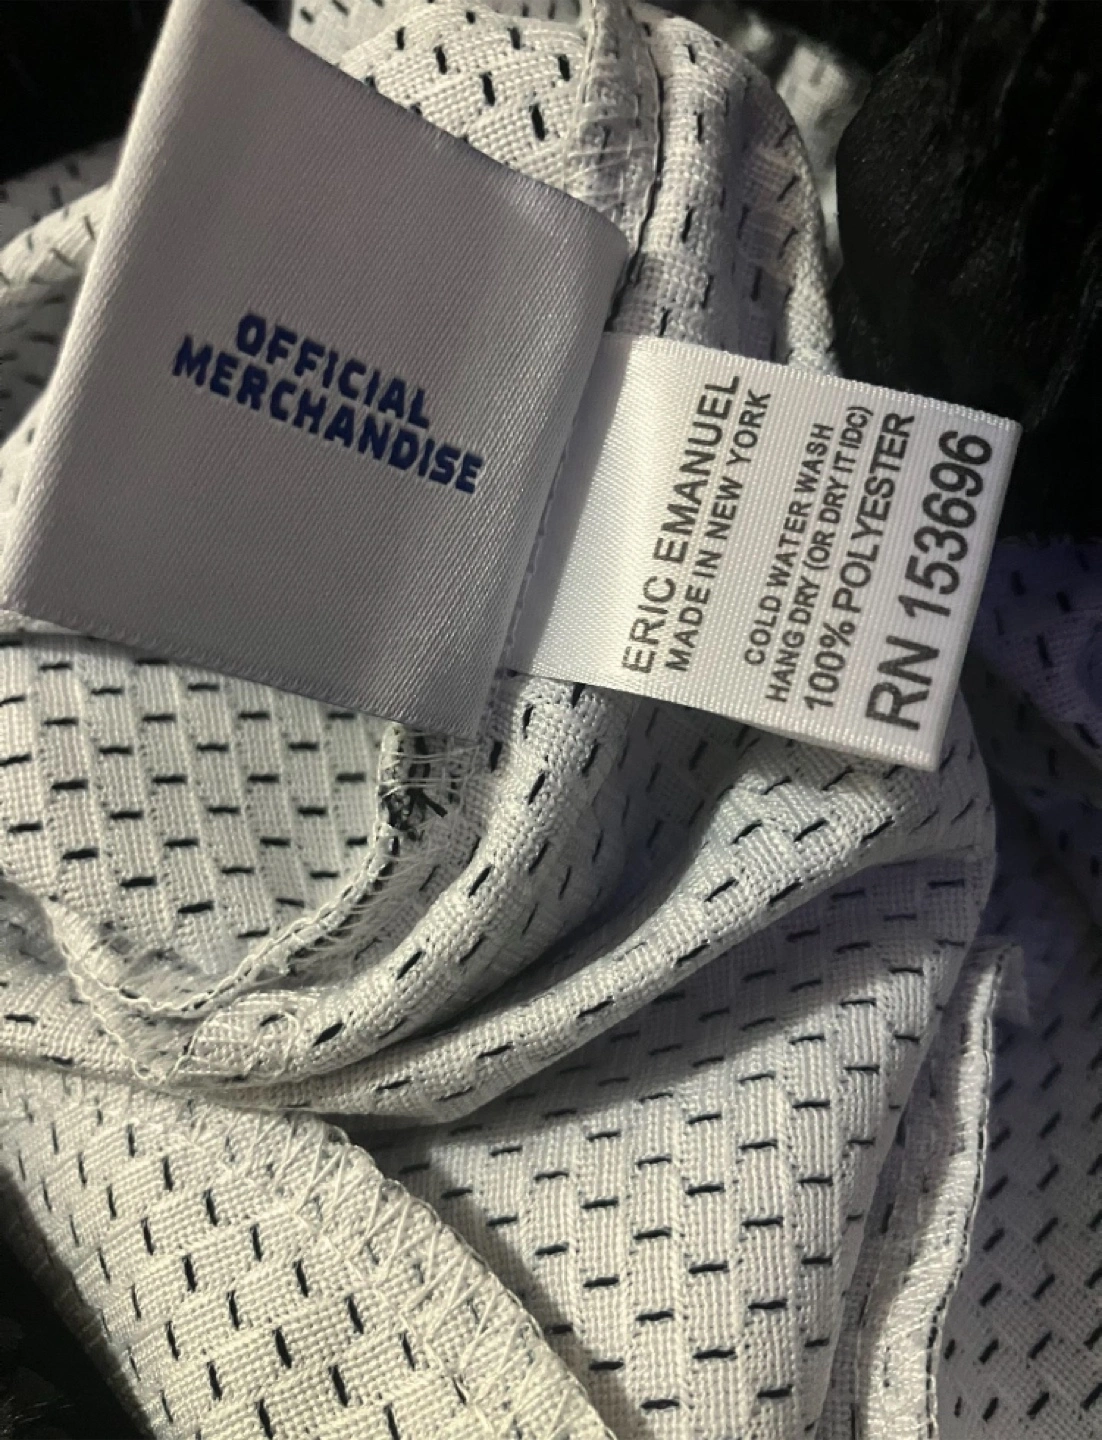 OFFICIAL
MERCHANDISE
ERIC EMANUEL
MADE IN NEW YORK
COLD WATER WASH
HANG DRY (OR DRY IT IDC)
100% POLYESTER
RN 153696